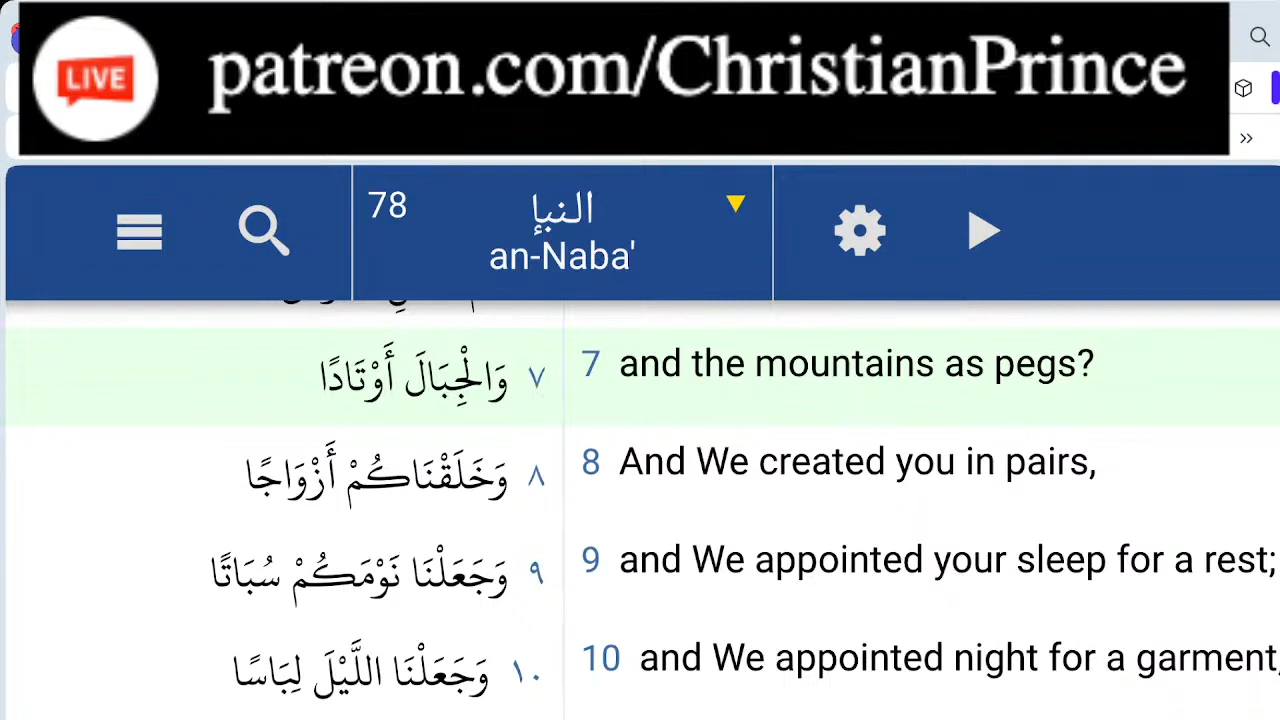 LIVE
patreon.com/ChristianPrince
78
النبإ
an-Naba'
وَالْجِبَالَ أَوْتَادًا ٧
7 and the mountains as pegs?
وَخَلَقْنَاكُمْ أَزْوَاجًا ٨
8 And We created you in pairs,
وَجَعَلْنَا نَوْمَكُمْ سُبَاتًا ٩
9 and We appointed your sleep for a rest;
وَجَعَلْنَا اللَّيْلَ لِبَاسًا ١٠
10 and We appointed night for a garment,